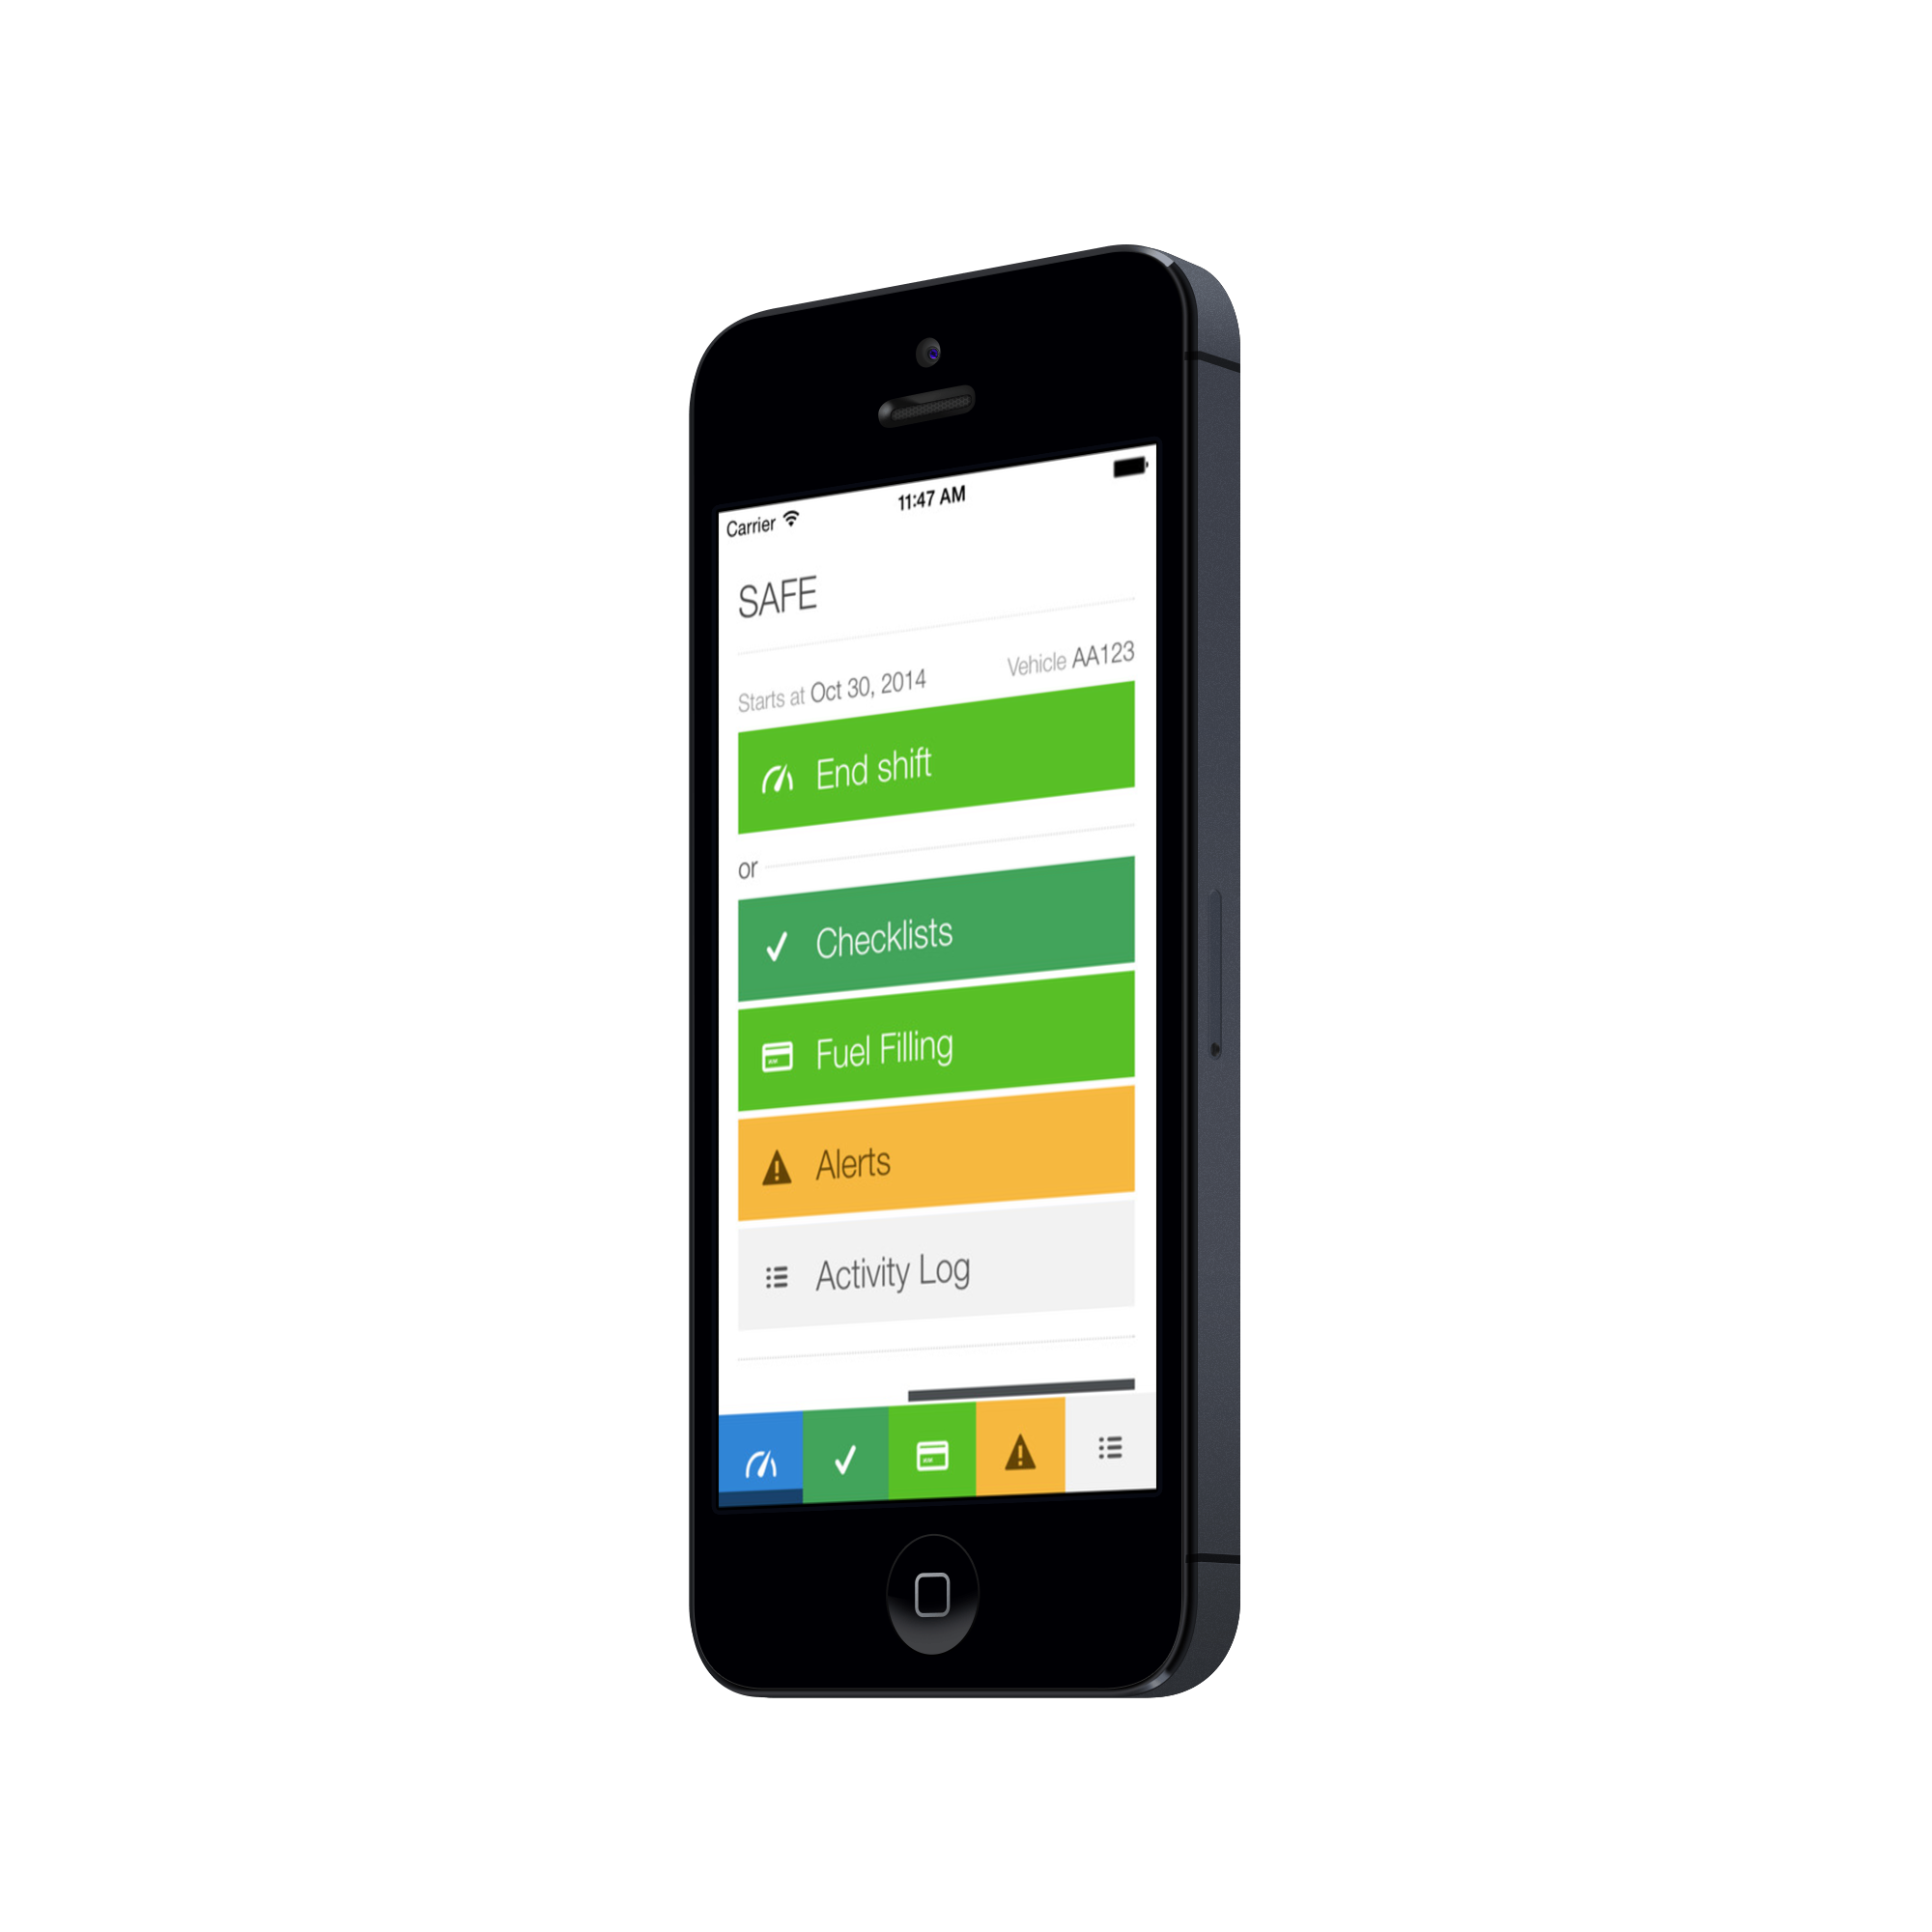 Carrier 11:47 AM
SAFE
Starts at Oct 30, 2014 Vehicle AA123
End shift
or
Checklists
Fuel Filling
Alerts
Activity Log